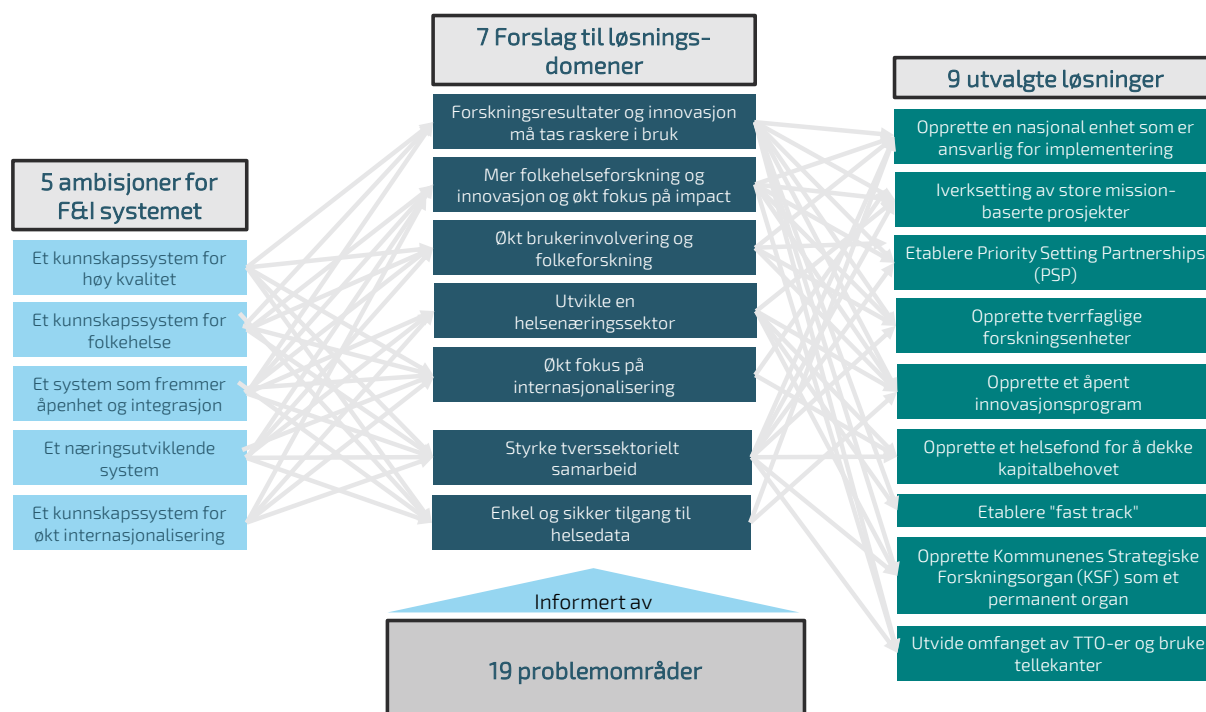 5 ambisjoner for
F&I systemet
Et kunnskapssystem for
høy kvalitet
Et kunnskapssystem for
folkehelse
Et system som fremmer
åpenhet og integrasjon
Et næringsutviklende
system
Et kunnskapssystem for
økt internasjonalisering
7 Forslag til løsnings-
domener
Forskningsresultater og innovasjon
må tas raskere i bruk
Mer folkehelseforskning og
innovasjon og økt fokus på impact
Økt brukerinvolvering og
folkeforskning
Utvikle en
helsenæringssektor
Økt fokus på
internasjonalisering
Styrke tverssektorielt
samarbeid
Enkel og sikker tilgang til
helsedata
Informert av
19 problemområder
9 utvalgte løsninger
Opprette en nasjonal enhet som er
ansvarlig for implementering
Iverksetting av store mission-
baserte prosjekter
Etablere Priority Setting Partnerships
(PSP)
Opprette tverrfaglige
forskningsenheter
Opprette et åpent
innovasjonsprogram
Opprette et helsefond for å dekke
kapitalbehovet
Etablere "fast track"
Opprette Kommunenes Strategiske
Forskningsorgan (KSF) som et
permanent organ
Utvide omfanget av TTO-er og bruke
tellekanter